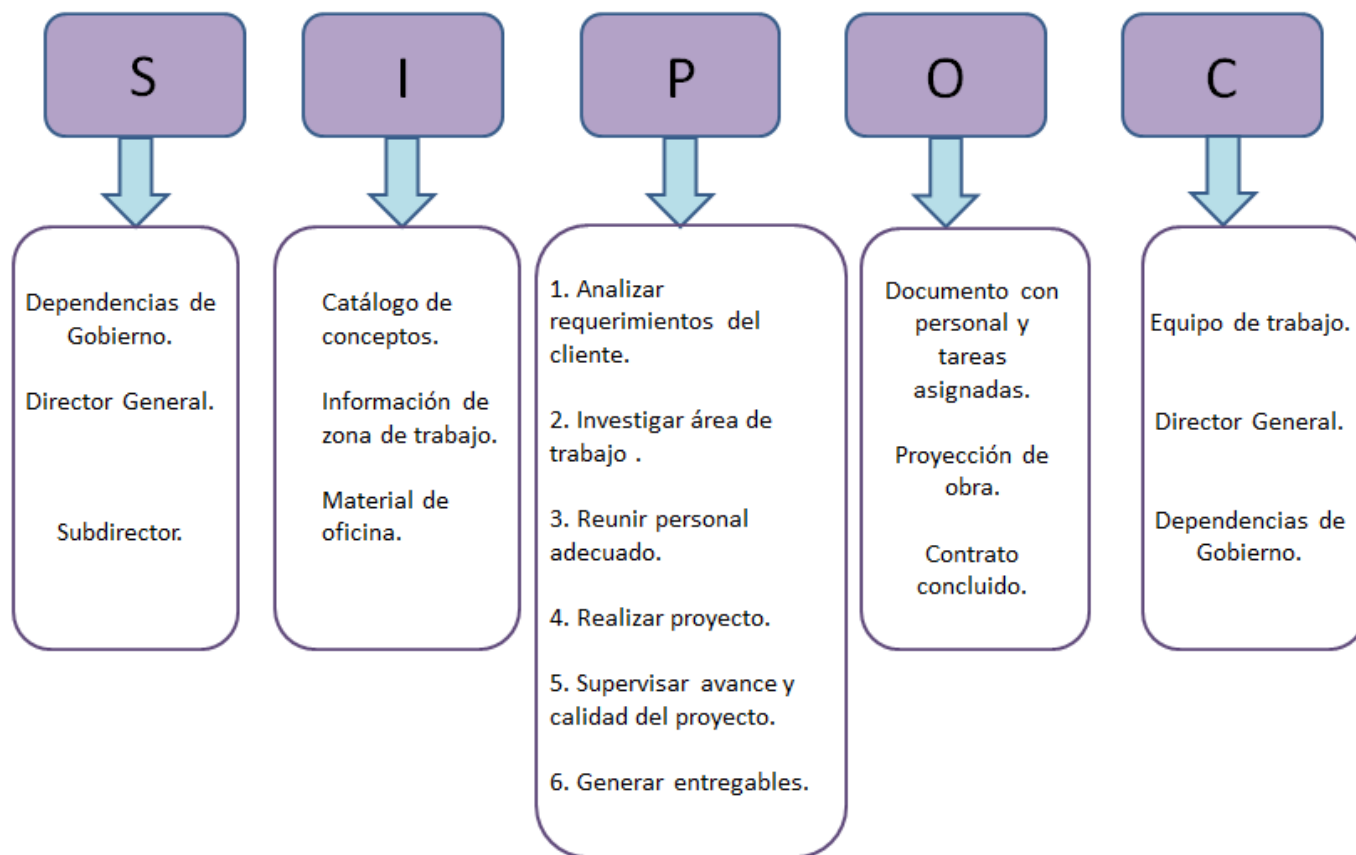 S
I
P
O
C
Dependencias de
Gobierno.
Director General.
Subdirector.
Catálogo de
conceptos.
Información de
zona de trabajo.
Material de
oficina.
1. Analizar
requerimientos del
cliente.
2. Investigar área de
trabajo .
3. Reunir personal
adecuado.
4. Realizar proyecto.
5. Supervisar avance y
calidad del proyecto.
6. Generar entregables.
Documento con
personal y
tareas
asignadas.
Proyección de
obra.
Contrato
concluido.
Equipo de trabajo.
Director General.
Dependencias de
Gobierno.